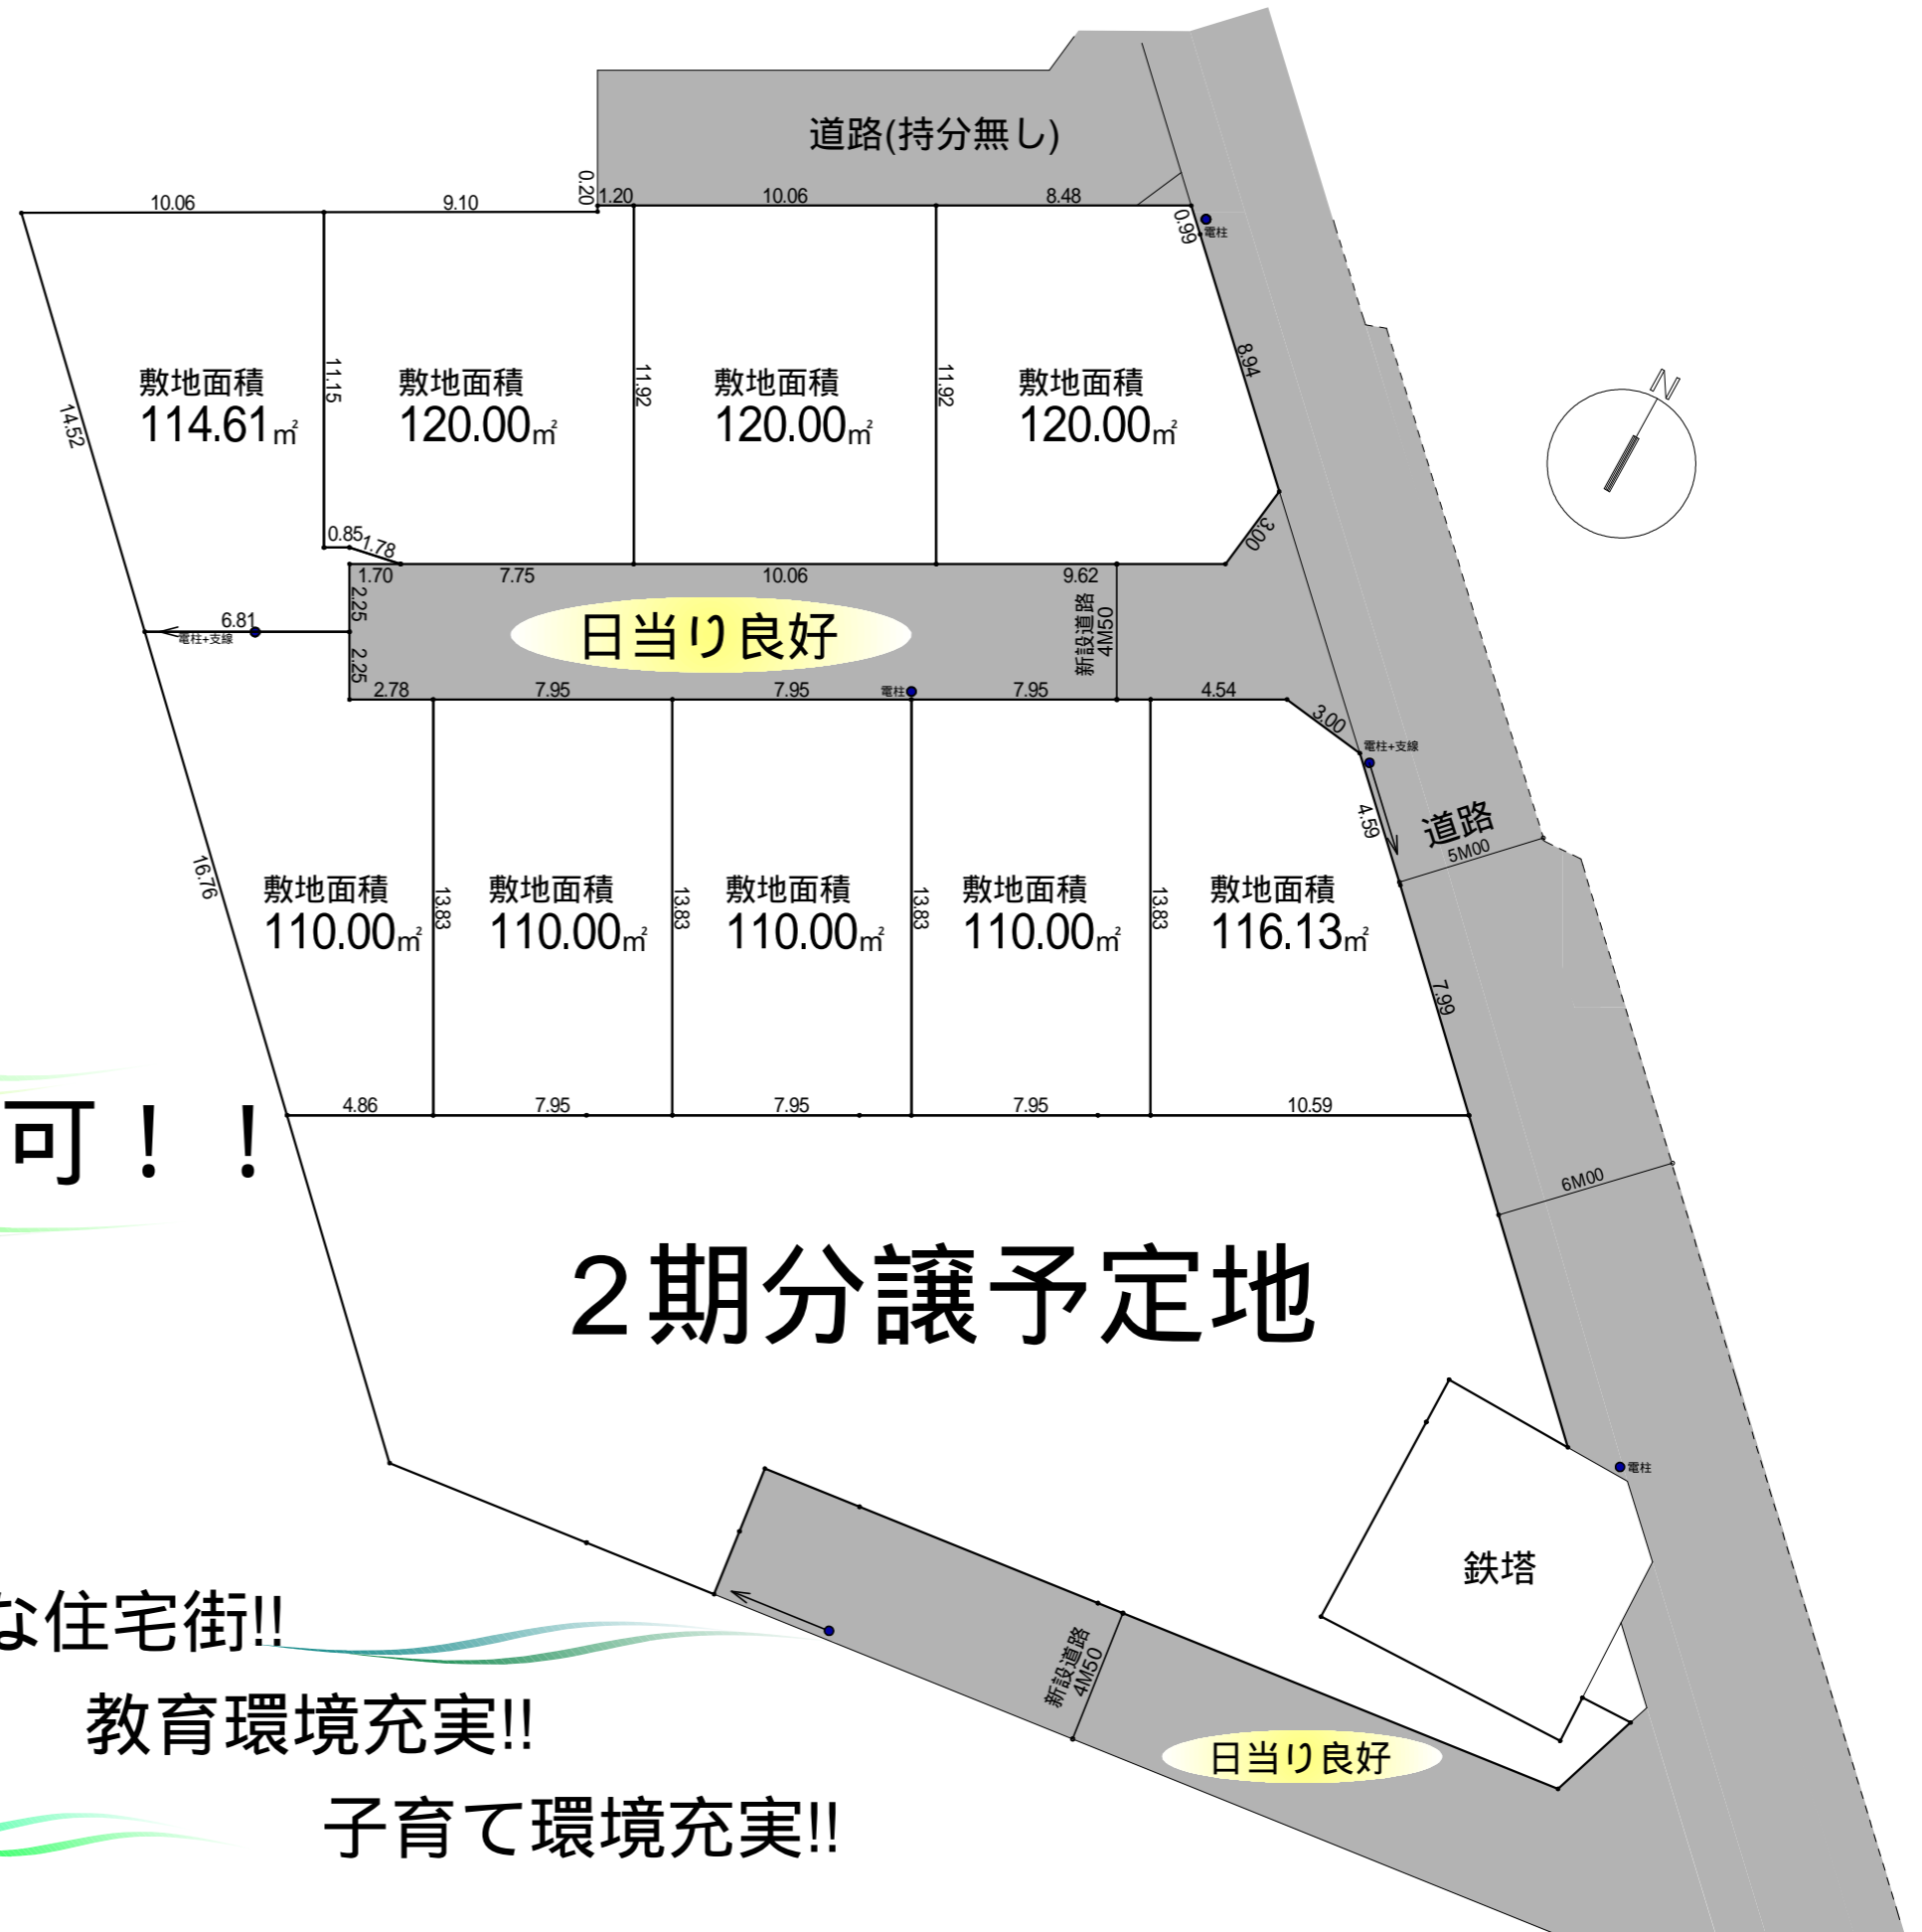 道路(持分無し)
10.06
9.10
0.20
1.20
10.06
8.48
0.99
電柱
N
14.52
敷地面積
114.61㎡
11.15
敷地面積
120.00㎡
11.92
敷地面積
120.00㎡
11.92
敷地面積
120.00㎡
8.94
3.00
0.85
1.78
1.70
7.75
10.06
9.62
2.25
2.25
6.81
電柱+支線
日当り良好
新設道路
4M50
2.78
7.95
7.95
電柱
7.95
4.54
3.00
電柱+支線
4.59
道路
5M00
16.76
敷地面積
110.00㎡
13.83
敷地面積
110.00㎡
13.83
敷地面積
110.00㎡
13.83
敷地面積
110.00㎡
13.83
敷地面積
116.13㎡
7.99
4.86
7.95
7.95
7.95
10.59
可！！
6M00
2期分譲予定地
電柱
鉄塔
な住宅街!!
新設道路
4M50
教育環境充実!!
日当り良好
子育て環境充実!!